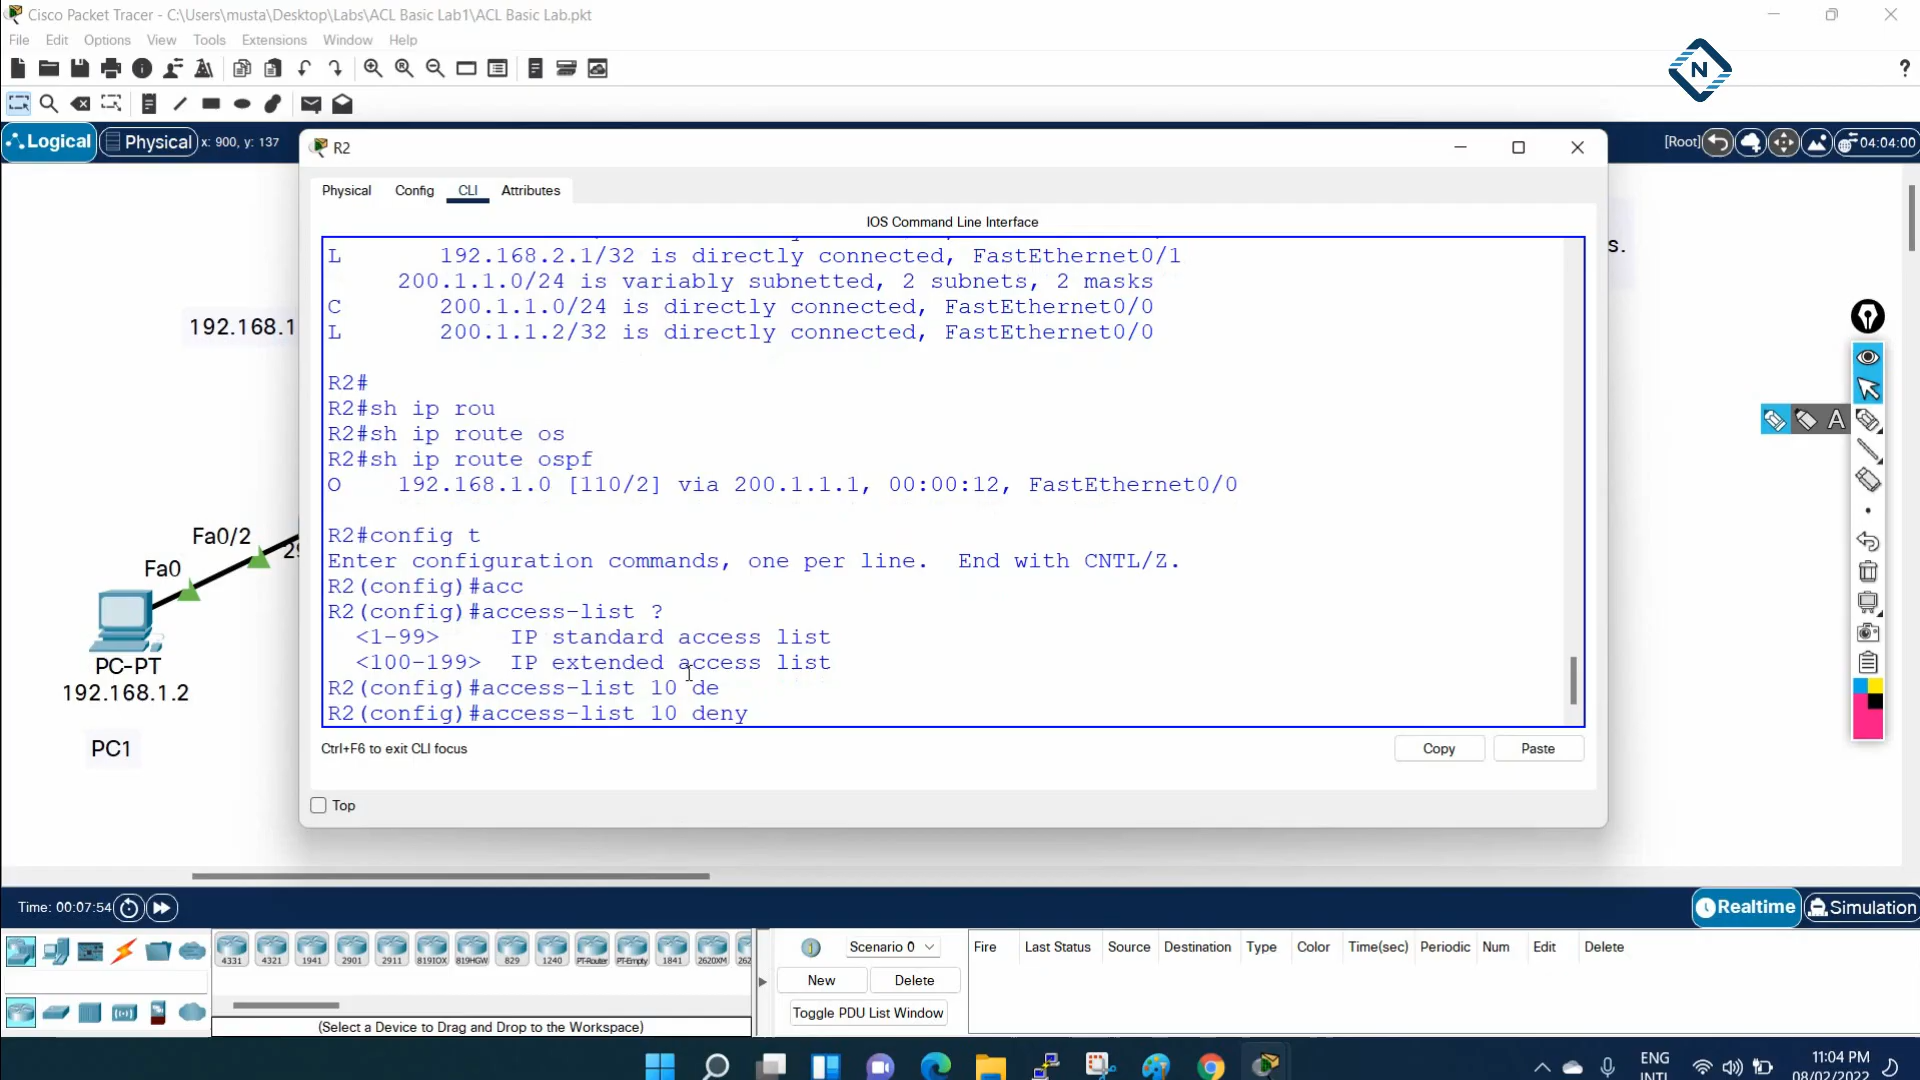 Cisco Packet Tracer - C:\Users\musta\Desktop\Labs\ACL Basic Lab1\ACL Basic Lab.pkt
File Edit Options View Tools Extensions Window Help
N
?
Logical Physical x: 900, y: 137
[Root] 04:04:00
R2
Physical Config CLI Attributes
IOS Command Line Interface
L 192.168.2.1/32 is directly connected, FastEthernet0/1
200.1.1.0/24 is variably subnetted, 2 subnets, 2 masks
C 200.1.1.0/24 is directly connected, FastEthernet0/0
L 200.1.1.2/32 is directly connected, FastEthernet0/0
R2#
R2#sh ip rou
R2#sh ip route os
R2#sh ip route ospf
O 192.168.1.0 [110/2] via 200.1.1.1, 00:00:12, FastEthernet0/0
R2#config t
Enter configuration commands, one per line. End with CNTL/Z.
R2(config)#acc
R2(config)#access-list ?
<1-99> IP standard access list
<100-199> IP extended access list
R2(config)#access-list 10 de
R2(config)#access-list 10 deny
Ctrl+F6 to exit CLI focus
Copy Paste
Top
s.
192.168.1
Fa0/2
29
Fa0
PC-PT
192.168.1.2
PC1
A
Time: 00:07:54
Realtime Simulation
4331 4321 1941 2901 2911 819IOX 819HGW 829 1240 PT-Router PT-Empty 1841 2620XM 262
(Select a Device to Drag and Drop to the Workspace)
Scenario 0
New Delete
Toggle PDU List Window
Fire Last Status Source Destination Type Color Time(sec) Periodic Num Edit Delete
ENG
INTL
11:04 PM
08/02/2022